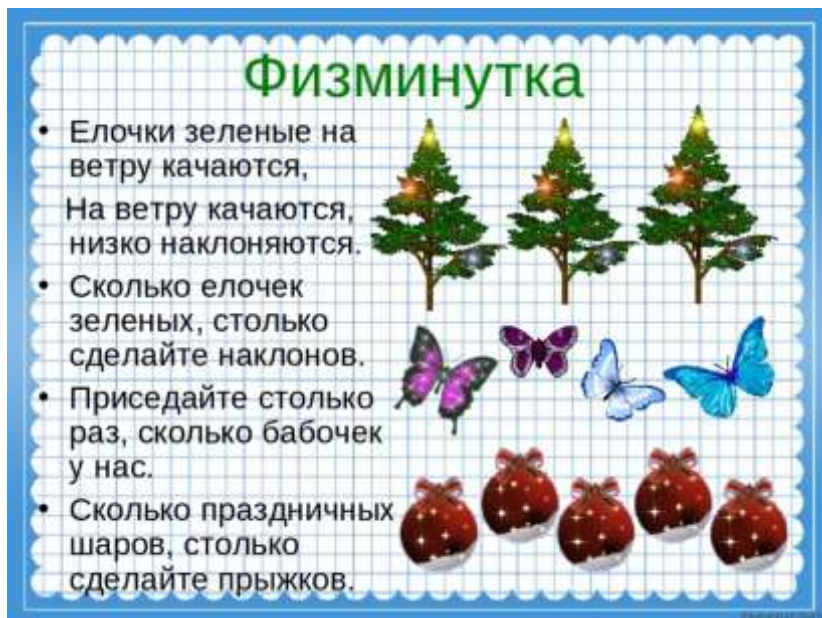 Физминутка
• Елочки зеленые на
ветру качаются,
На ветру качаются,
низко наклоняются.
• Сколько елочек
зеленых, столько
сделайте наклонов.
• Приседайте столько
раз, сколько бабочек
у нас.
• Сколько праздничных
шаров, столько
сделайте прыжков.